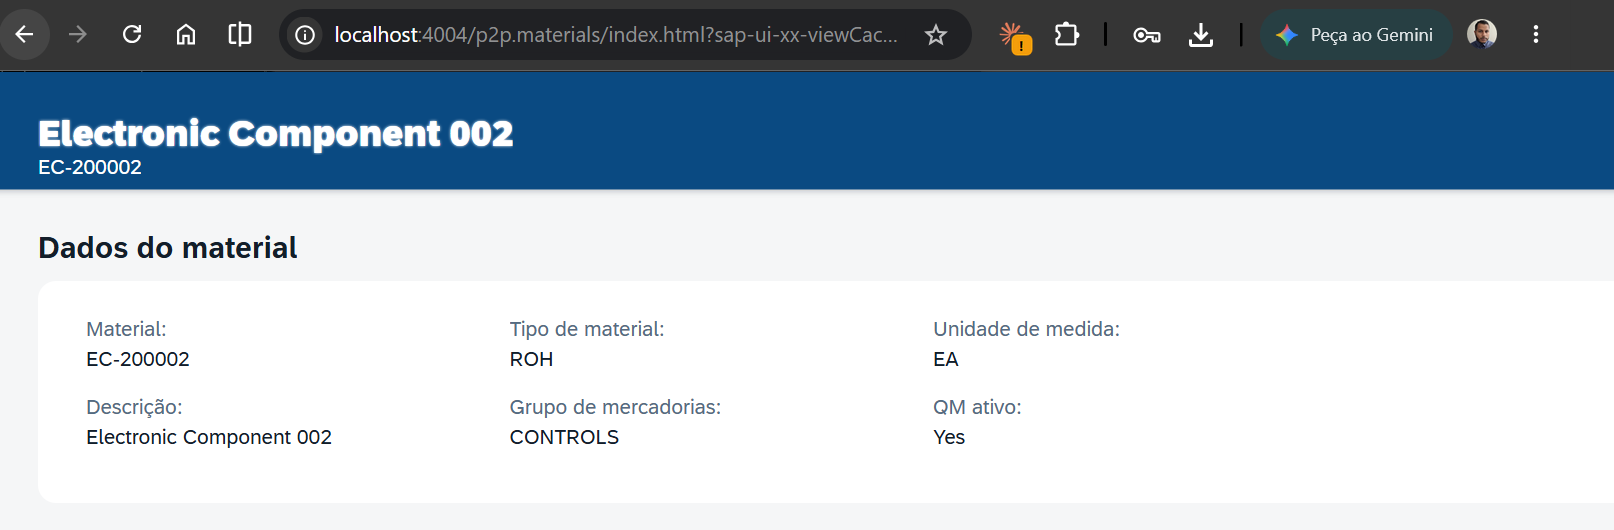 localhost:4004/p2p.materials/index.html?sap-ui-xx-viewCac...
Peça ao Gemini
Electronic Component 002
EC-200002
Dados do material
Material:
EC-200002
Tipo de material:
ROH
Unidade de medida:
EA
Descrição:
Electronic Component 002
Grupo de mercadorias:
CONTROLS
QM ativo:
Yes